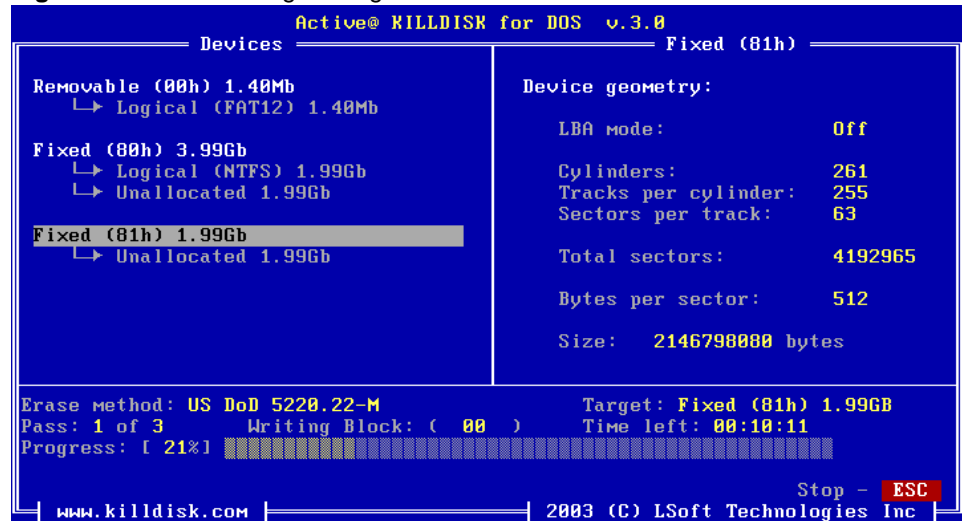 Active@ KILLDISK for DOS v.3.0
Devices
Removable (00h) 1.40Mb
Logical (FAT12) 1.40Mb
Fixed (80h) 3.99Gb
Logical (NTFS) 1.99Gb
Unallocated 1.99Gb
Fixed (81h) 1.99Gb
Unallocated 1.99Gb
Fixed (81h)
Device geometry:
LBA mode: Off
Cylinders: 261
Tracks per cylinder: 255
Sectors per track: 63
Total sectors: 4192965
Bytes per sector: 512
Size: 2146798080 bytes
Erase method: US DoD 5220.22-M
Target: Fixed (81h) 1.99GB
Pass: 1 of 3 Writing Block: ( 00 ) Time left: 00:10:11
Progress: [ 21%]
Stop - ESC
www.killdisk.com
2003 (C) LSoft Technologies Inc